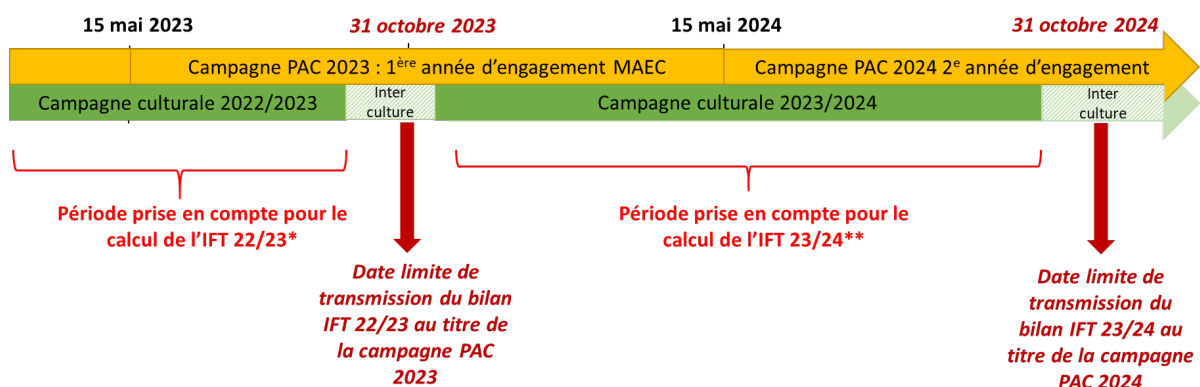 15 mai 2023
31 octobre 2023
15 mai 2024
31 octobre 2024
Campagne PAC 2023 : 1ère année d’engagement MAEC
Campagne PAC 2024 2e année d’engagement
Campagne culturale 2022/2023
Inter
culture
Campagne culturale 2023/2024
Inter
culture
Période prise en compte pour le
calcul de l’IFT 22/23*
Période prise en compte pour le
calcul de l’IFT 23/24**
Date limite de
transmission du bilan
IFT 22/23 au titre de
la campagne PAC
2023
Date limite de
transmission du
bilan IFT 23/24 au
titre de la campagne
PAC 2024